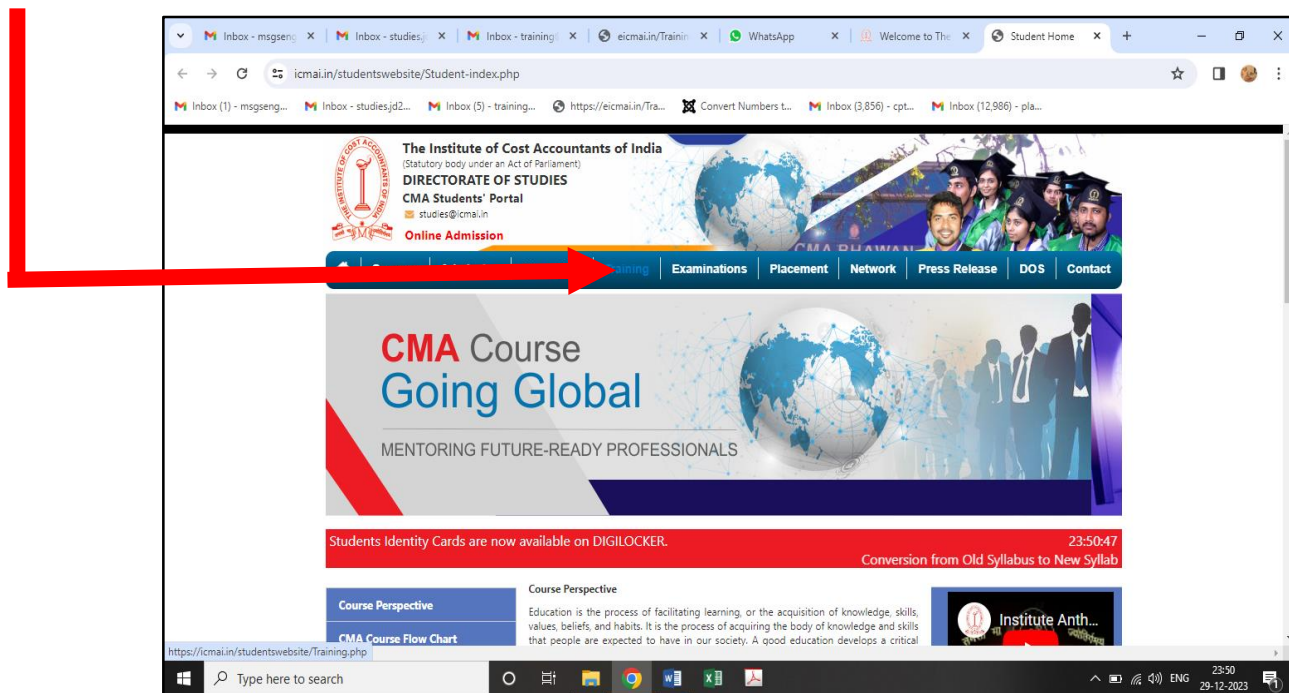 Inbox - msgseng
Inbox - studies.j
Inbox - training
eicmai.in/Trainin
WhatsApp
Welcome to The
Student Home
icmai.in/studentswebsite/Student-index.php
Inbox (1) - msgseng...
Inbox - studies.jd2...
Inbox (5) - training...
https://eicmai.in/Tra...
Convert Numbers t...
Inbox (3,856) - cpt...
Inbox (12,986) - pla...
The Institute of Cost Accountants of India
(Statutory body under an Act of Parliament)
DIRECTORATE OF STUDIES
CMA Students' Portal
studies@icmai.in
Online Admission
THE INSTITUTE OF COST ACCOUNTANTS OF INDIA
CMA BHAWAN
Training Examinations Placement Network Press Release DOS Contact
CMA Course
Going Global
MENTORING FUTURE-READY PROFESSIONALS
Students Identity Cards are now available on DIGILOCKER. 23:50:47
Conversion from Old Syllabus to New Syllab
Course Perspective
CMA Course Flow Chart
Course Perspective
Education is the process of facilitating learning, or the acquisition of knowledge, skills,
values, beliefs, and habits. It is the process of acquiring the body of knowledge and skills
that people are expected to have in our society. A good education develops a critical
Institute Anth...
https://icmai.in/studentswebsite/Training.php
Type here to search
ENG
23:50
29-12-2023
1